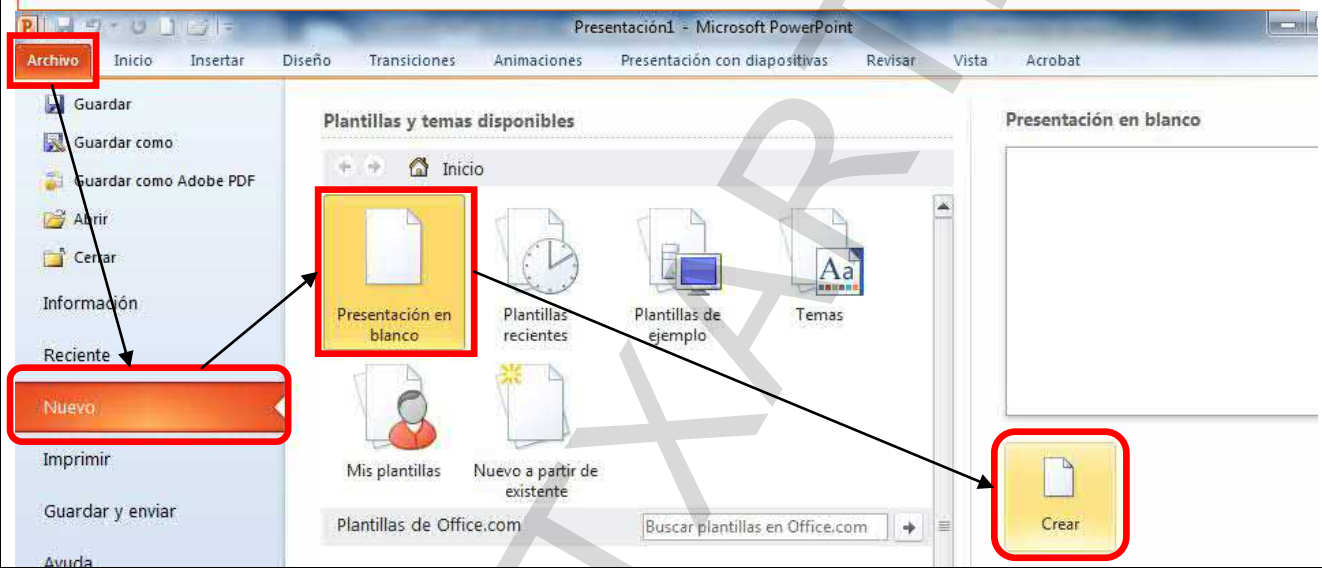 Presentación1 - Microsoft PowerPoint
Archivo Inicio Insertar Diseño Transiciones Animaciones Presentación con diapositivas Revisar Vista Acrobat
Guardar
Guardar como
Guardar como Adobe PDF
Abrir
Cerrar
Información
Reciente
Nuevo
Imprimir
Guardar y enviar
Ayuda
Plantillas y temas disponibles
Inicio
Presentación en
blanco
Plantillas
recientes
Plantillas de
ejemplo
Temas
Mis plantillas
Nuevo a partir de
existente
Plantillas de Office.com
Buscar plantillas en Office.com
Presentación en blanco
Crear